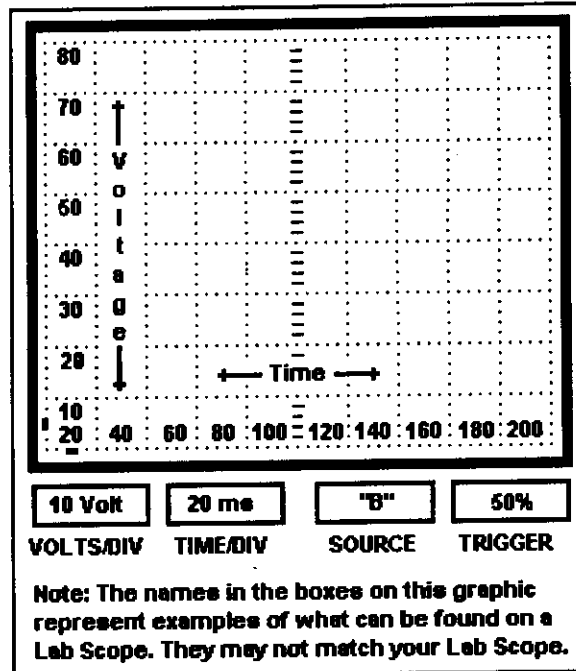 80
70
60
50
40
30
20
10
Voltage
Time
20 40 60 80 100 120 140 160 180 200
10 Volt 20 ms "B" 50%
VOLTS/DIV TIME/DIV SOURCE TRIGGER
Note: The names in the boxes on this graphic
represent examples of what can be found on a
Lab Scope. They may not match your Lab Scope.